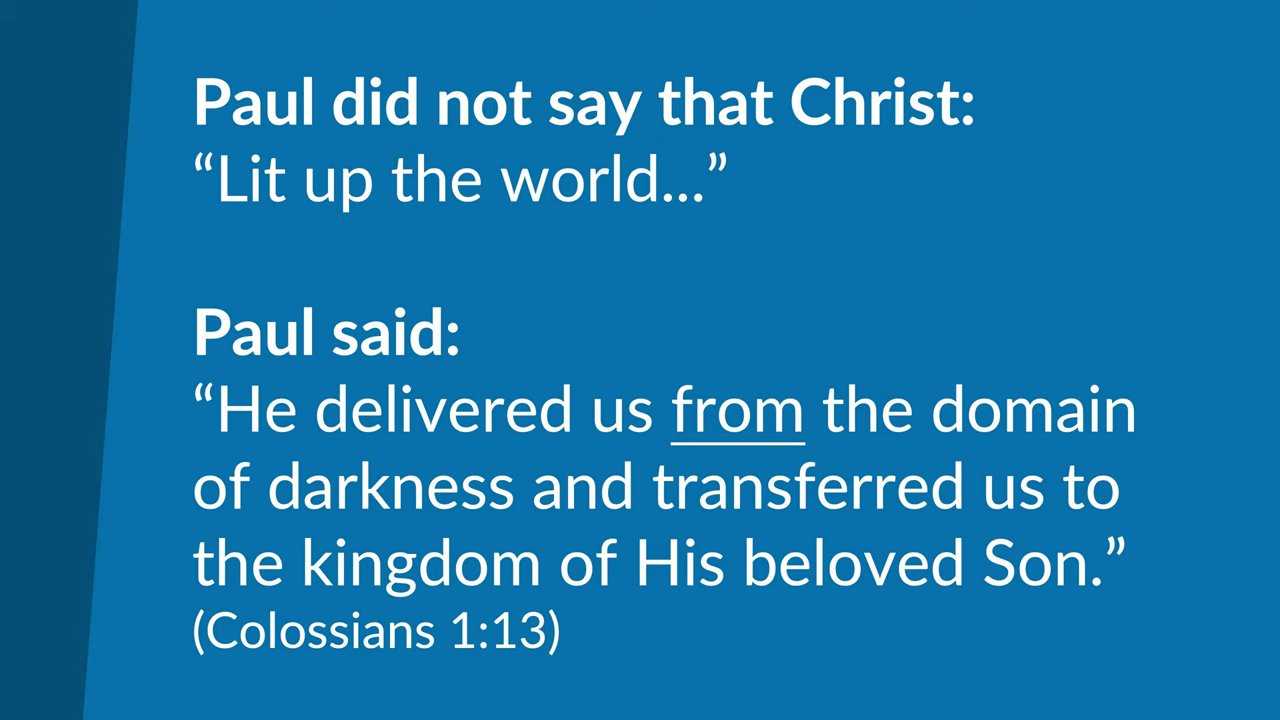 Paul did not say that Christ:
“Lit up the world...”
Paul said:
“He delivered us from the domain
of darkness and transferred us to
the kingdom of His beloved Son.”
(Colossians 1:13)